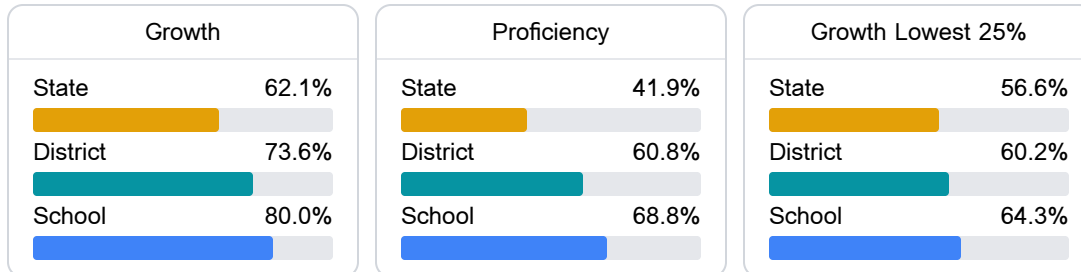 Growth
State 62.1%
District 73.6%
School 80.0%
Proficiency
State 41.9%
District 60.8%
School 68.8%
Growth Lowest 25%
State 56.6%
District 60.2%
School 64.3%